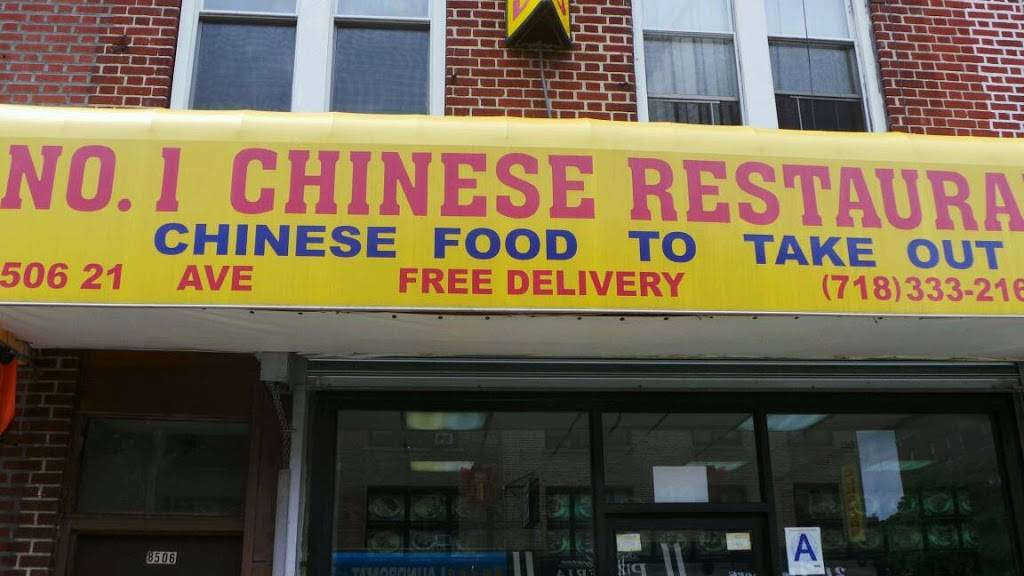 NO. 1 CHINESE RESTAURA
CHINESE FOOD TO TAKE OUT
506 21 AVE FREE DELIVERY (718)333-216
8506
A